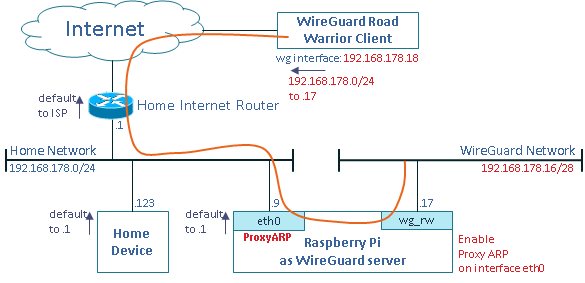 Internet
WireGuard Road
Warrior Client
wg interface:192.168.178.18
192.168.178.0/24
to .17
default
to ISP
Home Internet Router
.1
Home Network
192.168.178.0/24
WireGuard Network
192.168.178.16/28
.123
.9
.17
default
to .1
Home
Device
default
to .1
eth0
wg_rw
ProxyARP
Raspberry Pi
as WireGuard server
Enable
Proxy ARP
on interface eth0